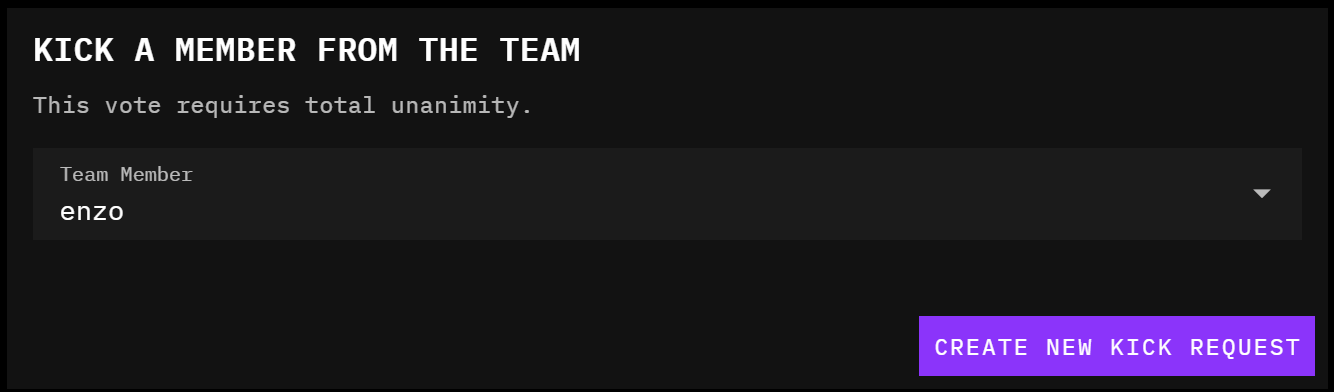 KICK A MEMBER FROM THE TEAM
This vote requires total unanimity.
Team Member
enzo
CREATE NEW KICK REQUEST